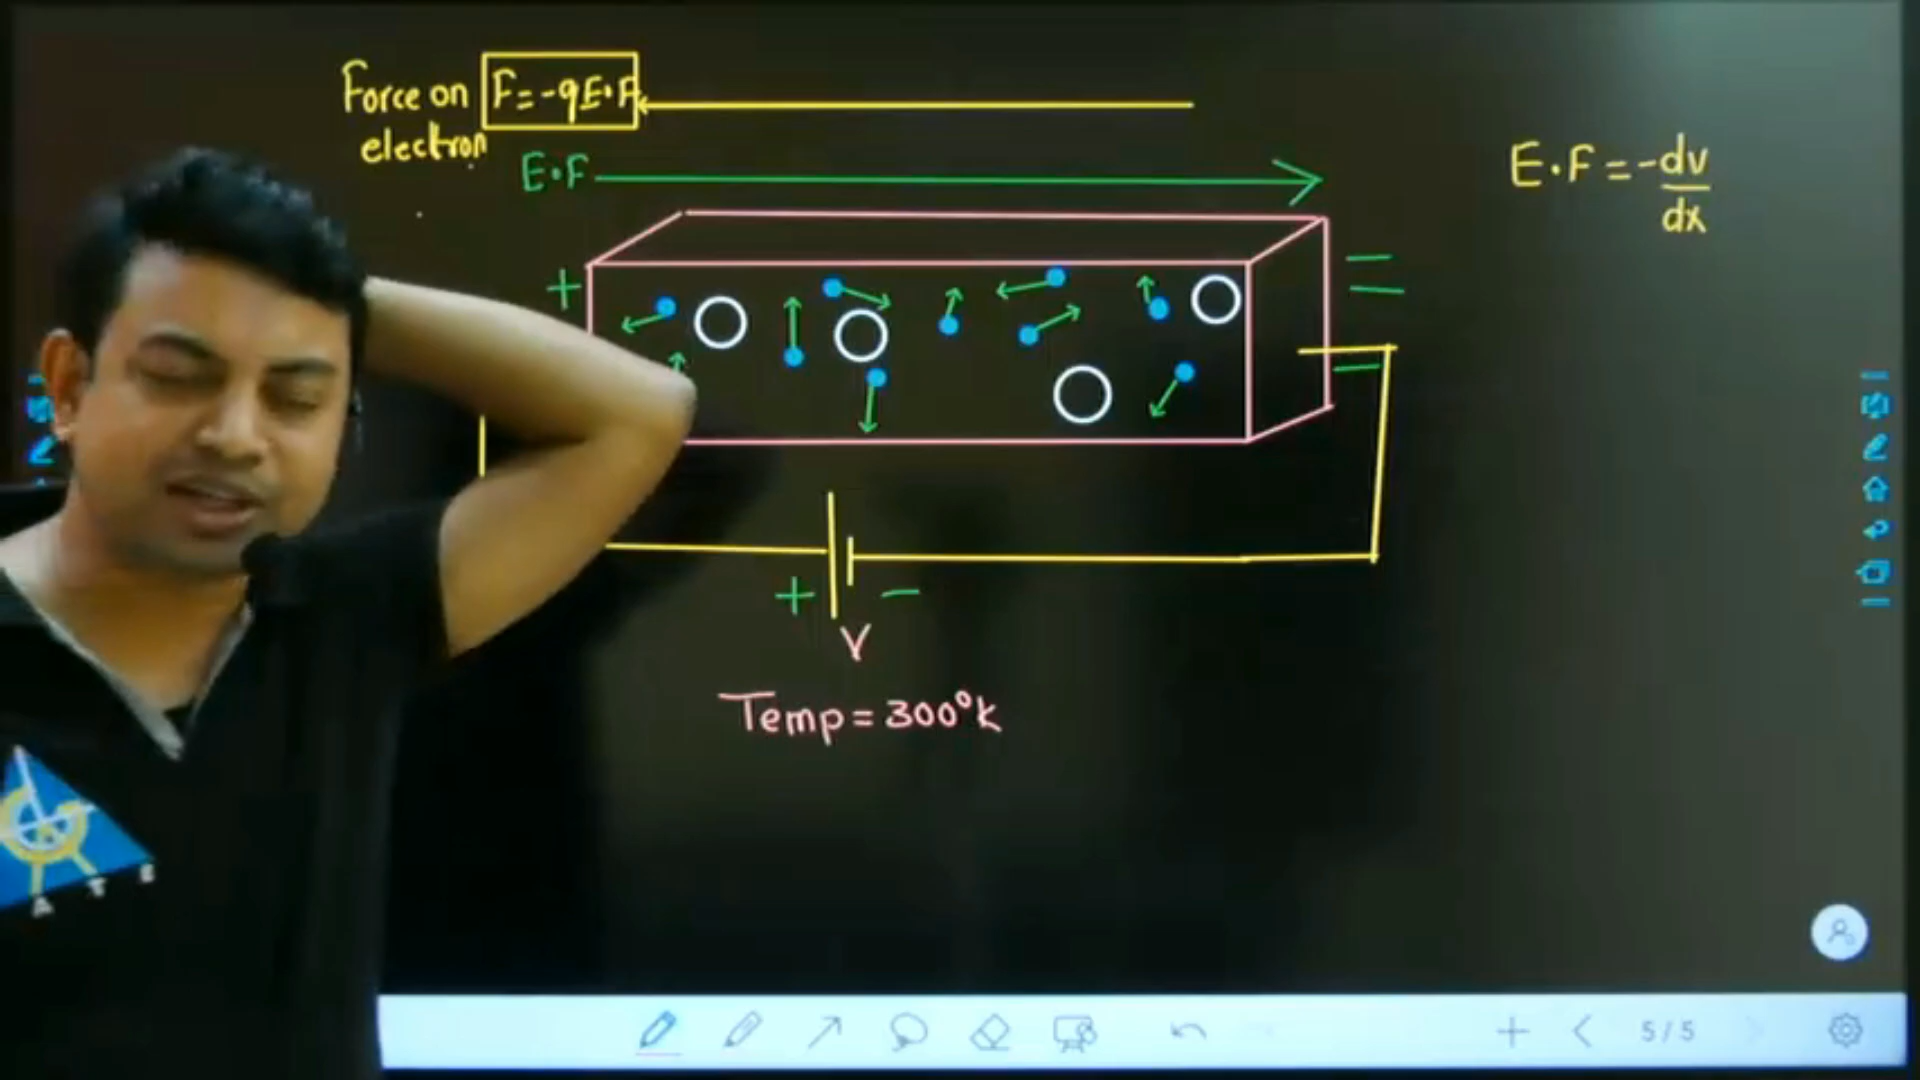 Force on F=-qE.F
electron
E.F
E.F = -dv
dx
+
+ -
V
Temp = 300°k
A T E
5/5